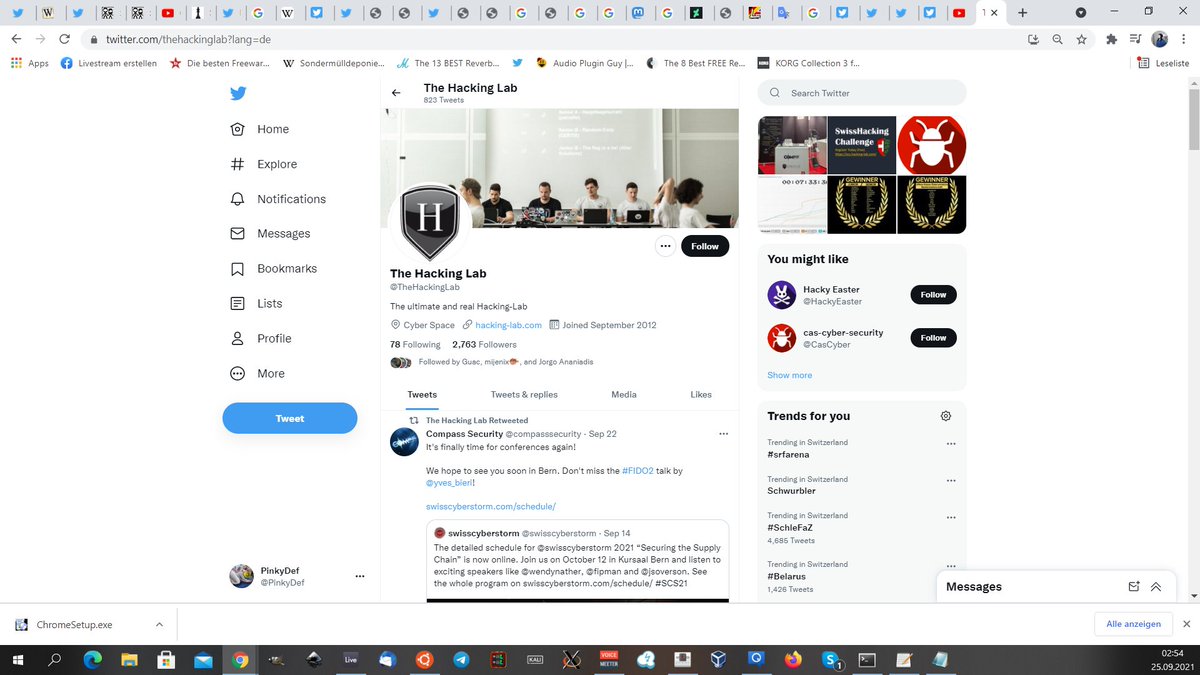 twitter.com/thehackinglab?lang=de
Apps
Livestream erstellen
Die besten Freewar...
Sondermülldeponie...
The 13 BEST Reverb...
Audio Plugin Guy |...
The 8 Best FREE Re...
KORG Collection 3 f...
Leseliste
Home
Explore
Notifications
Messages
Bookmarks
Lists
Profile
More
Tweet
PinkyDef
@PinkyDef
The Hacking Lab
823 Tweets
H
Follow
The Hacking Lab
@TheHackingLab
The ultimate and real Hacking-Lab
Cyber Space hacking-lab.com Joined September 2012
78 Following 2,763 Followers
Followed by Guac, mijenix, and Jorgo Ananiadis
Tweets Tweets & replies Media Likes
The Hacking Lab Retweeted
Compass Security @compasssecurity · Sep 22
It's finally time for conferences again!
We hope to see you soon in Bern. Don't miss the #FIDO2 talk by
@yves_bieri!
swisscyberstorm.com/schedule/
swisscyberstorm @swisscyberstorm · Sep 14
The detailed schedule for @swisscyberstorm 2021 “Securing the Supply
Chain” is now online. Join us on October 12 in Kursaal Bern and listen to
exciting speakers like @wendynather, @fipman and @jsoverson. See
the whole program on swisscyberstorm.com/schedule/ #SCS21
Search Twitter
SwissHacking
Challenge
00:07:33.3
GEWINNER
GEWINNER
You might like
Hacky Easter
@HackyEaster
Follow
cas-cyber-security
@CasCyber
Follow
Show more
Trends for you
Trending in Switzerland
#srfarena
Trending in Switzerland
Schwurbler
Trending in Switzerland
#SchleFaZ
4,685 Tweets
Trending in Switzerland
#Belarus
1,426 Tweets
Messages
ChromeSetup.exe
Alle anzeigen
Live
KALI
VOICE
MEETER
1
02:54
25.09.2021